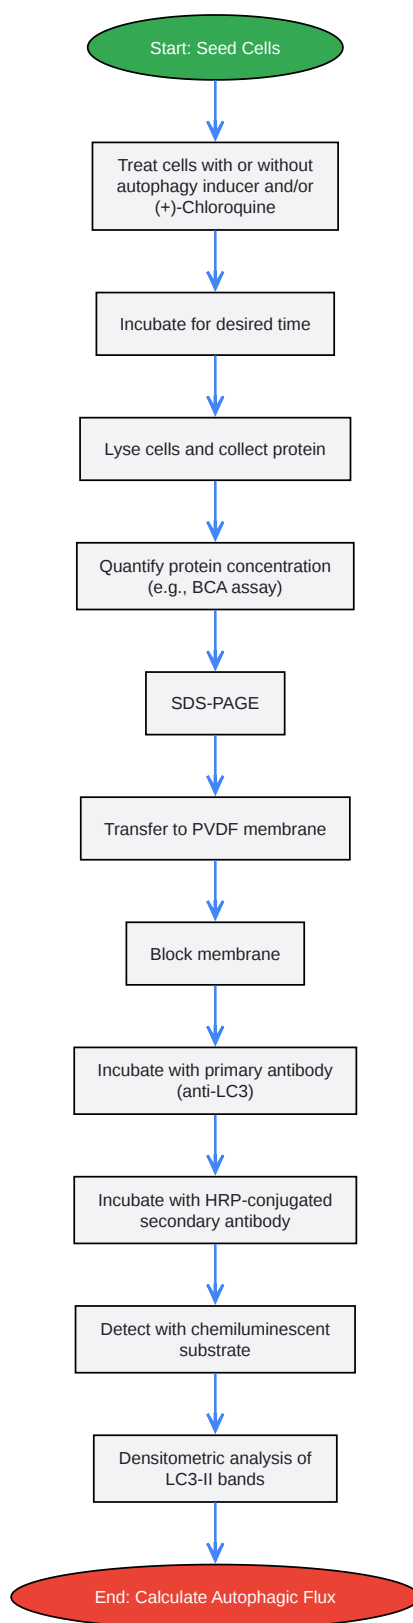 Start: Seed Cells
Treat cells with or without
autophagy inducer and/or
(+)-Chloroquine
Incubate for desired time
Lyse cells and collect protein
Quantify protein concentration
(e.g., BCA assay)
SDS-PAGE
Transfer to PVDF membrane
Block membrane
Incubate with primary antibody
(anti-LC3)
Incubate with HRP-conjugated
secondary antibody
Detect with chemiluminescent
substrate
Densitometric analysis of
LC3-II bands
End: Calculate Autophagic Flux